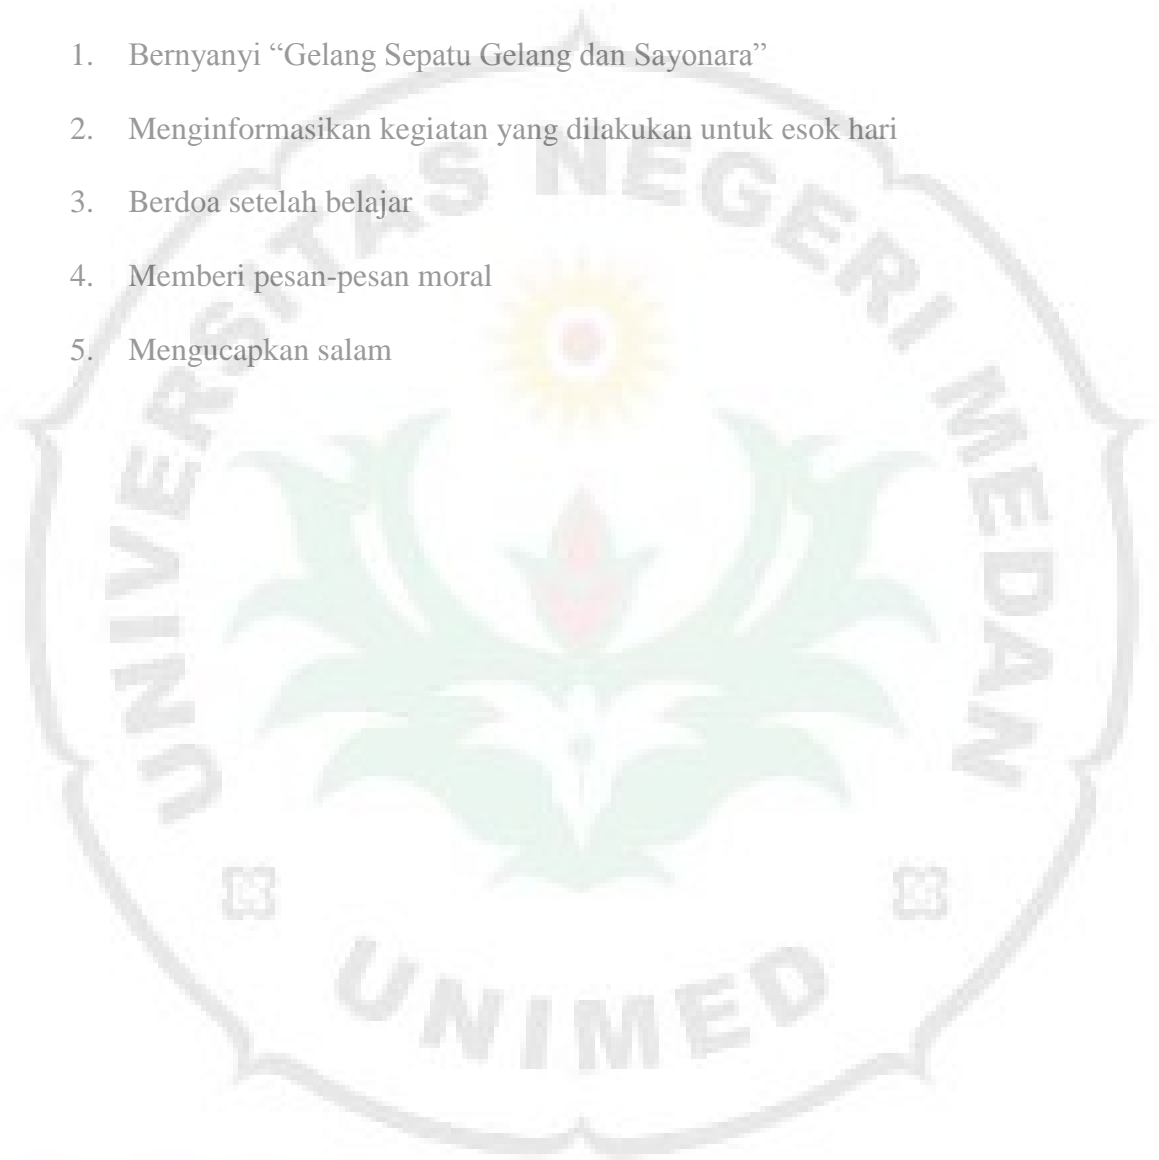 1. Bernyanyi “Gelang Sepatu Gelang dan Sayonara”
2. Menginformasikan kegiatan yang dilakukan untuk esok hari
3. Berdoa setelah belajar
4. Memberi pesan-pesan moral
5. Mengucapkan salam
UNIVERSITAS NEGERI MEDAN
UNIMED